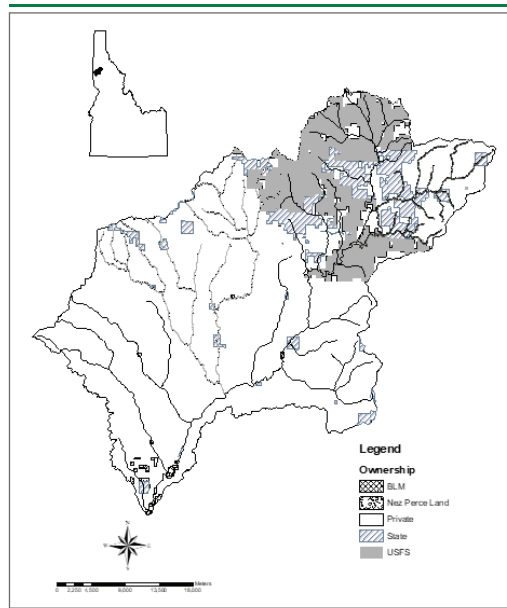 Legend
Ownership
BLM
Nez Perce Land
Private
State
USFS
N
W
E
S
Meters
0 2,250 4,500 9,000 13,500 18,000